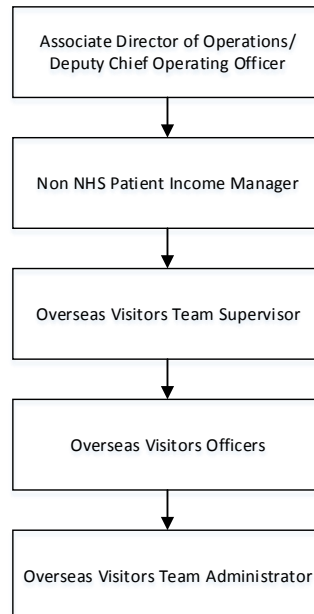 Associate Director of Operations/
Deputy Chief Operating Officer
Non NHS Patient Income Manager
Overseas Visitors Team Supervisor
Overseas Visitors Officers
Overseas Visitors Team Administrator